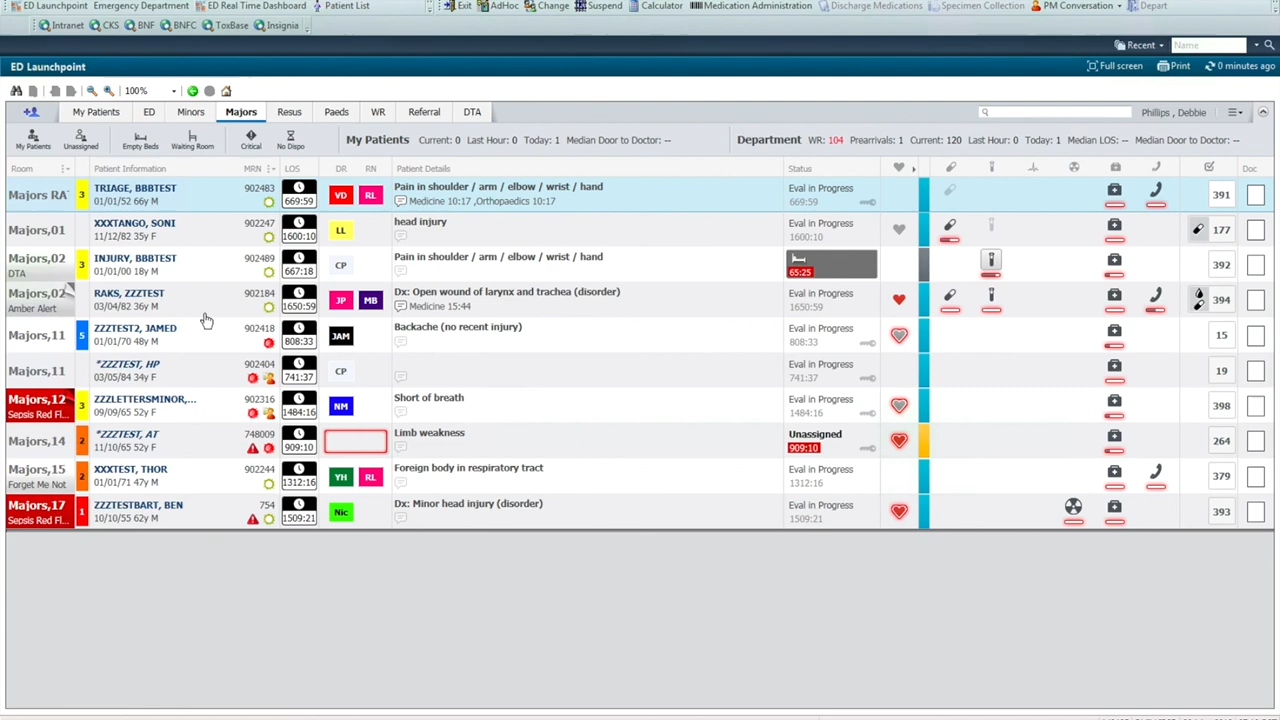 ED Launchpoint Emergency Department ED Real Time Dashboard Patient List Exit AdHoc Change Suspend Calculator Medication Administration Discharge Medications Specimen Collection PM Conversation Depart
Intranet CKS BNF BNFC ToxBase Insignia
Recent Name
ED Launchpoint Full screen Print 0 minutes ago
100%
My Patients ED Minors Majors Resus Paeds WR Referral DTA Phillips , Debbie
My Patients Unassigned Empty Beds Waiting Room Critical No Dispo
My Patients Current: 0 Last Hour: 0 Today: 1 Median Door to Doctor: --
Department WR: 104 Prearrivals: 1 Current: 120 Last Hour: 0 Today: 1 Median LOS: -- Median Door to Doctor: --
Room Patient Information MRN LOS DR RN Patient Details Status Doc
Majors RA 3 TRIAGE, BBBTEST 902483 669:59 VD RL Pain in shoulder / arm / elbow / wrist / hand Eval in Progress 391
01/01/52 66y M Medicine 10:17 ,Orthopaedics 10:17 669:59
Majors,01 XXXTANGO, SONI 902247 1600:10 LL head injury Eval in Progress 177
11/12/82 35y F 1600:10
Majors,02 3 INJURY, BBBTEST 902489 667:18 CP Pain in shoulder / arm / elbow / wrist / hand 392
DTA 01/01/00 18y M 65:25
Majors,02 RAKS, ZZZTEST 902184 1650:59 JP MB Dx: Open wound of larynx and trachea (disorder) Eval in Progress 394
Amber Alert 03/04/82 36y M Medicine 15:44 1650:59
Majors,11 5 ZZZTEST2, JAMED 902418 808:33 JAM Backache (no recent injury) Eval in Progress 15
01/01/70 48y M 808:33
Majors,11 *ZZZTEST, HP 902404 741:37 CP Eval in Progress 19
03/05/84 34y F 741:37
Majors,12 3 ZZZLETTERSMINOR,... 902316 1484:16 NM Short of breath Eval in Progress 398
Sepsis Red Fl... 09/09/65 52y F 1484:16
Majors,14 2 *ZZZTEST, AT 748009 909:10 Limb weakness Unassigned 264
11/10/65 52y F 909:10
Majors,15 2 XXXTEST, THOR 902244 1312:16 YH RL Foreign body in respiratory tract Eval in Progress 379
Forget Me Not 01/01/71 47y M 1312:16
Majors,17 1 ZZZTESTBART, BEN 754 1509:21 Nic Dx: Minor head injury (disorder) Eval in Progress 393
Sepsis Red Fl... 10/10/55 62y M 1509:21